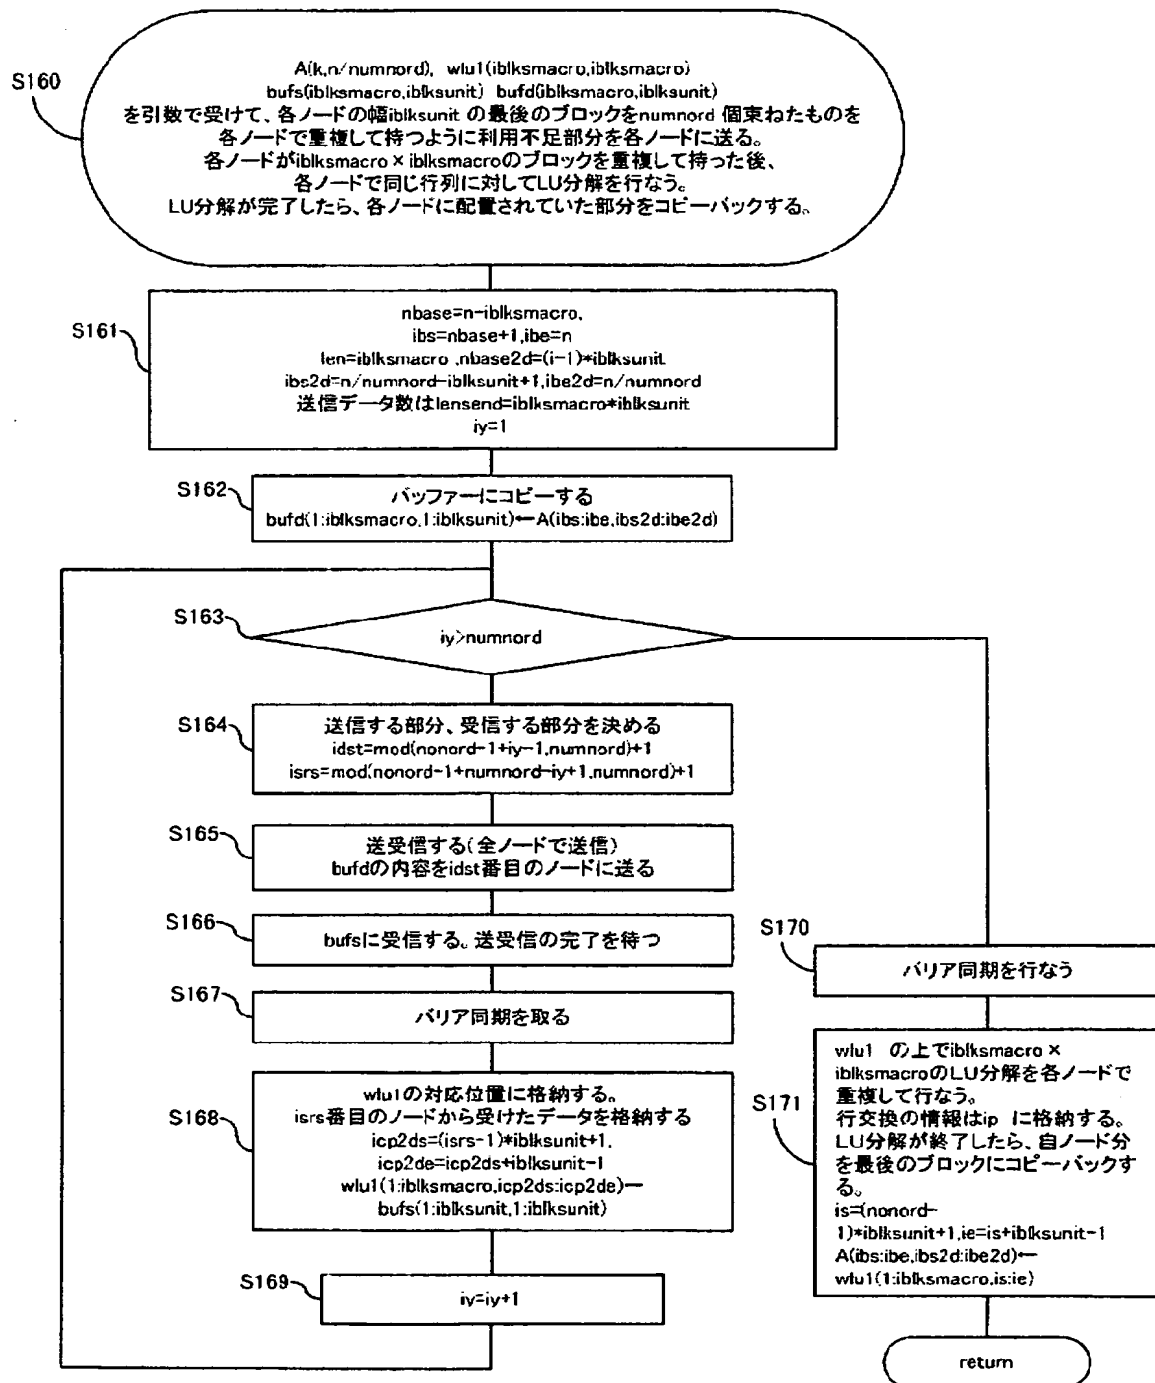 S160
A(k,n/numnord), wlu1(iblksmacro,iblksmacro)
bufs(iblksmacro,iblksunit) bufd(iblksmacro,iblksunit)
を引数で受けて、各ノードの幅iblksunit の最後のブロックをnumnord 個束ねたものを
各ノードで重複して持つように利用不足部分を各ノードに送る。
各ノードがiblksmacro×iblksmacroのブロックを重複して持った後、
各ノードで同じ行列に対してLU分解を行なう。
LU分解が完了したら、各ノードに配置されていた部分をコピーバックする。
S161
nbase=n-iblksmacro,
ibs=nbase+1,ibe=n
len=iblksmacro ,nbase2d=(i-1)*iblksunit
ibs2d=n/numnord-iblksunit+1,ibe2d=n/numnord
送信データ数はlensend=iblksmacro*iblksunit
iy=1
S162
バッファーにコピーする
bufd(1:iblksmacro,1:iblksunit)←A(ibs:ibe,ibs2d:ibe2d)
S163
iy>numnord
S164
送信する部分、受信する部分を決める
idst=mod(nonord-1+iy-1,numnord)+1
isrs=mod(nonord-1+numnord-iy+1,numnord)+1
S165
送受信する(全ノードで送信)
bufdの内容をidst番目のノードに送る
S166
bufsに受信する。送受信の完了を待つ
S167
バリア同期を取る
S168
wlu1の対応位置に格納する。
isrs番目のノードから受けたデータを格納する
icp2ds=(isrs-1)*iblksunit+1,
icp2de=icp2ds+iblksunit-1
wlu1(1:iblksmacro,icp2ds:icp2de)←
bufs(1:iblksunit,1:iblksunit)
S169
iy=iy+1
S170
バリア同期を行なう
S171
wlu1 の上でiblksmacro×
iblksmacroのLU分解を各ノードで
重複して行なう。
行交換の情報はip に格納する。
LU分解が終了したら、自ノード分
を最後のブロックにコピーバックす
る。
is=(nonord-
1)*iblksunit+1,ie=is+iblksunit-1
A(ibs:ibe,ibs2d:ibe2d)←
wlu1(1:iblksmacro,is:ie)
return